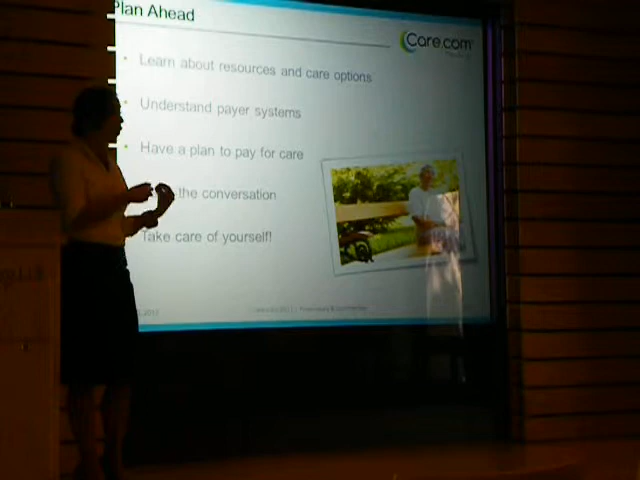 Plan Ahead
Care.com
Learn about resources and care options
Understand payer systems
Have a plan to pay for care
the conversation
Take care of yourself!